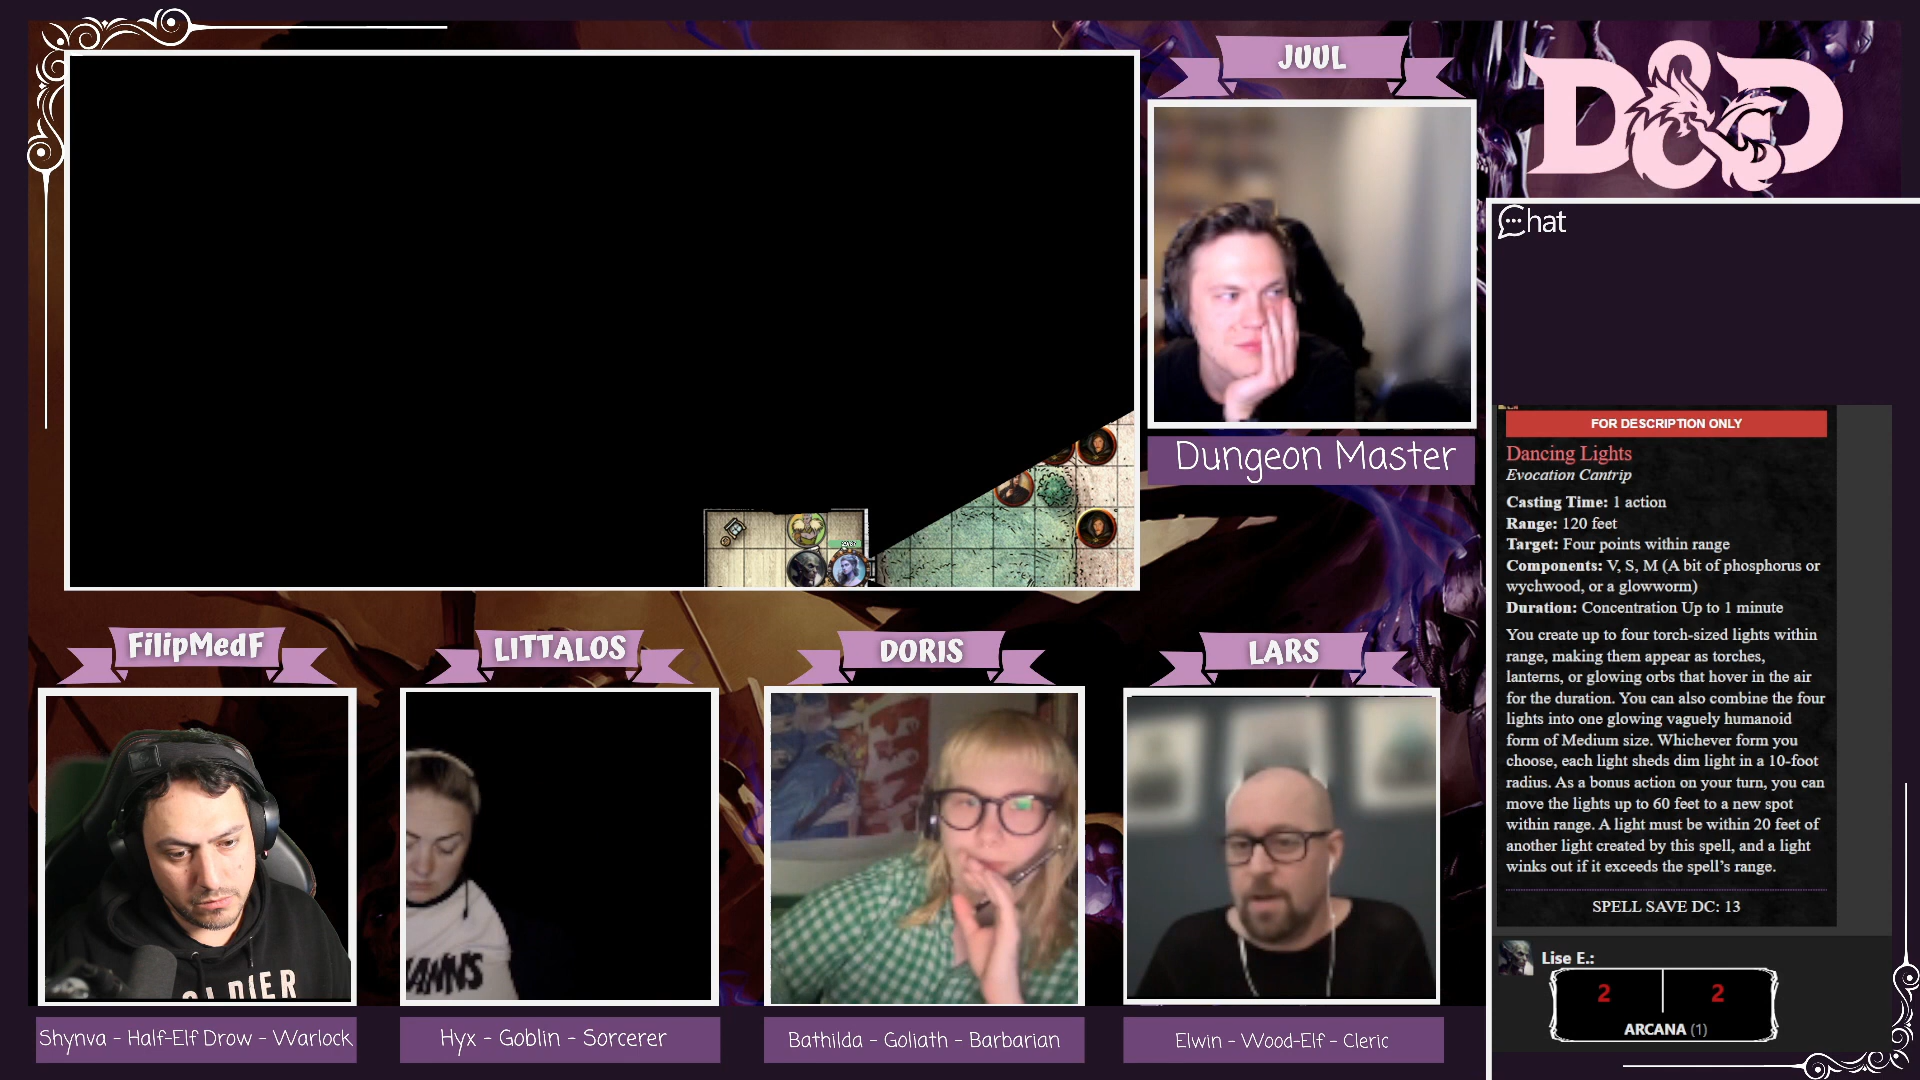 JUUL
D&D
Dungeon Master
Chat
FOR DESCRIPTION ONLY
Dancing Lights
Evocation Cantrip
Casting Time: 1 action
Range: 120 feet
Target: Four points within range
Components: V, S, M (A bit of phosphorus or
wychwood, or a glowworm)
Duration: Concentration Up to 1 minute
You create up to four torch-sized lights within
range, making them appear as torches,
lanterns, or glowing orbs that hover in the air
for the duration. You can also combine the four
lights into one glowing vaguely humanoid
form of Medium size. Whichever form you
choose, each light sheds dim light in a 10-foot
radius. As a bonus action on your turn, you can
move the lights up to 60 feet to a new spot
within range. A light must be within 20 feet of
another light created by this spell, and a light
winks out if it exceeds the spell's range.
SPELL SAVE DC: 13
Lise E.:
2 2
ARCANA (1)
FilipMedF
LITTALOS
DORIS
LARS
Shynva - Half-Elf Drow - Warlock
Hyx - Goblin - Sorcerer
Bathilda - Goliath - Barbarian
Elwin - Wood-Elf - Cleric